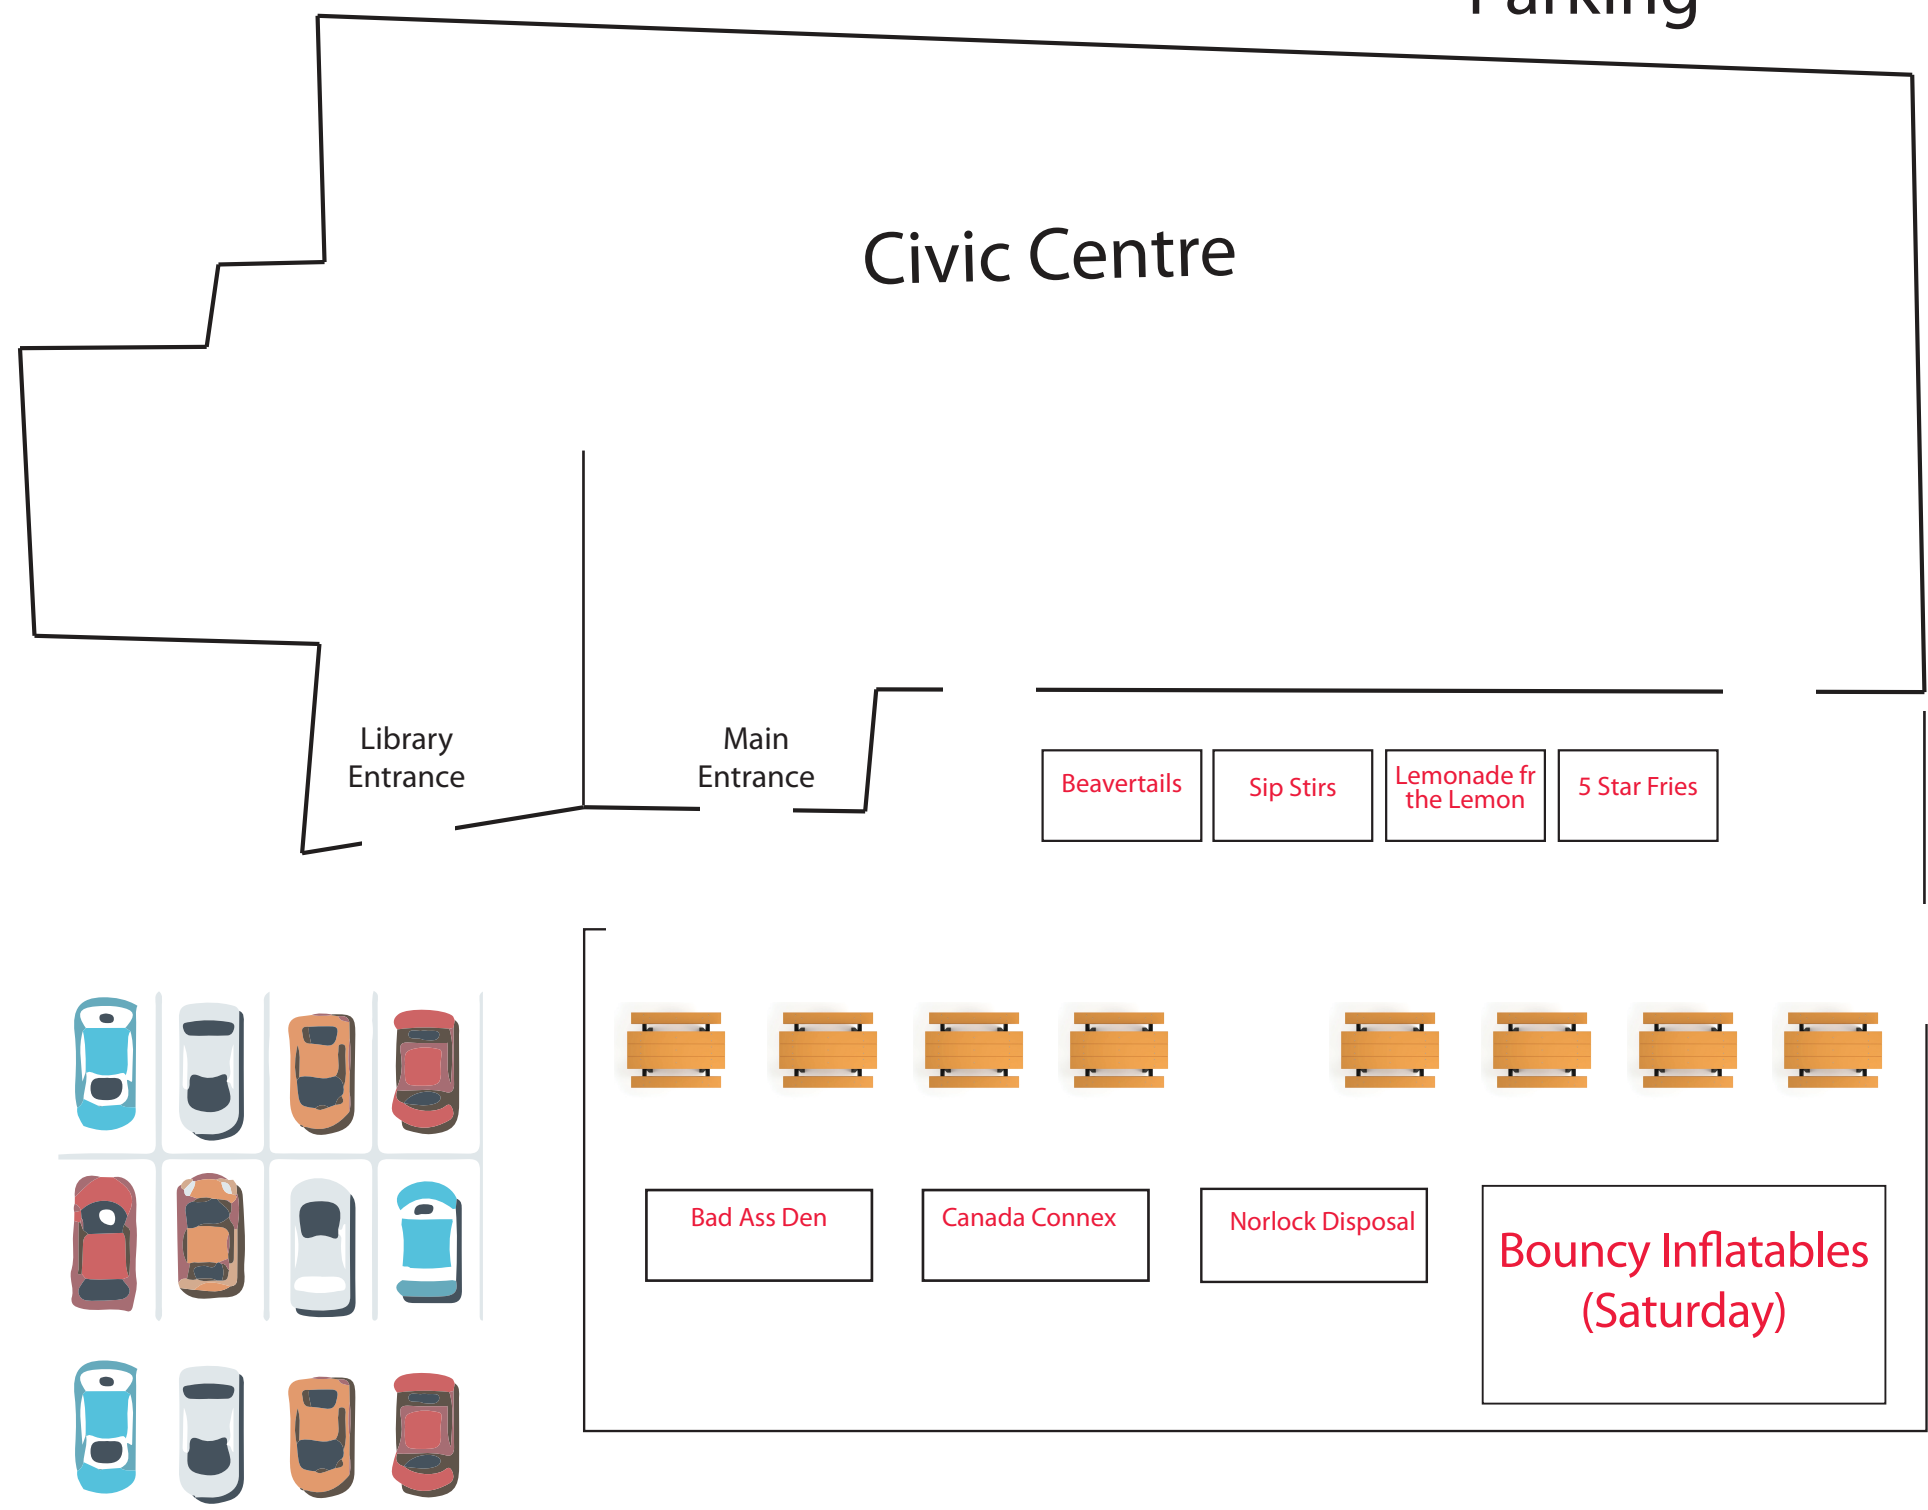 Parking
Civic Centre
Library
Entrance
Main
Entrance
Beavertails
Sip Stirs
Lemonade fr
the Lemon
5 Star Fries
Bad Ass Den
Canada Connex
Norlock Disposal
Bouncy Inflatables
(Saturday)